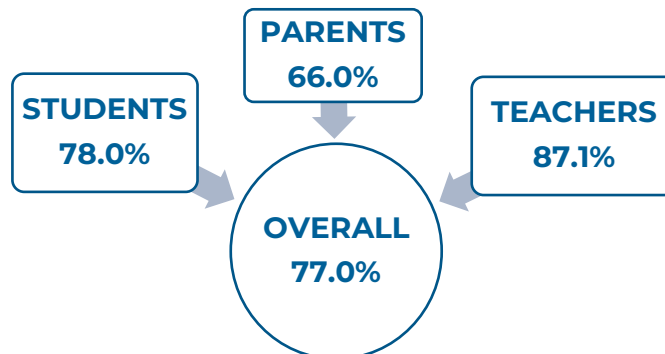 PARENTS
66.0%
STUDENTS
78.0%
TEACHERS
87.1%
OVERALL
77.0%